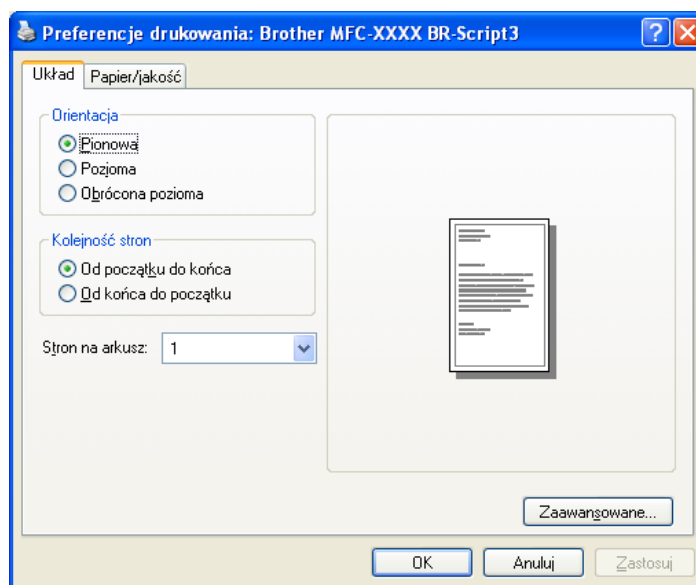 Preferencje drukowania: Brother MFC-XXXX BR-Script3
Układ Papier/jakość
Orientacja
Pionowa
Pozioma
Obrócona pozioma
Kolejność stron
Od początku do końca
Od końca do początku
Stron na arkusz: 1
Zaawansowane...
OK Anuluj Zastosuj